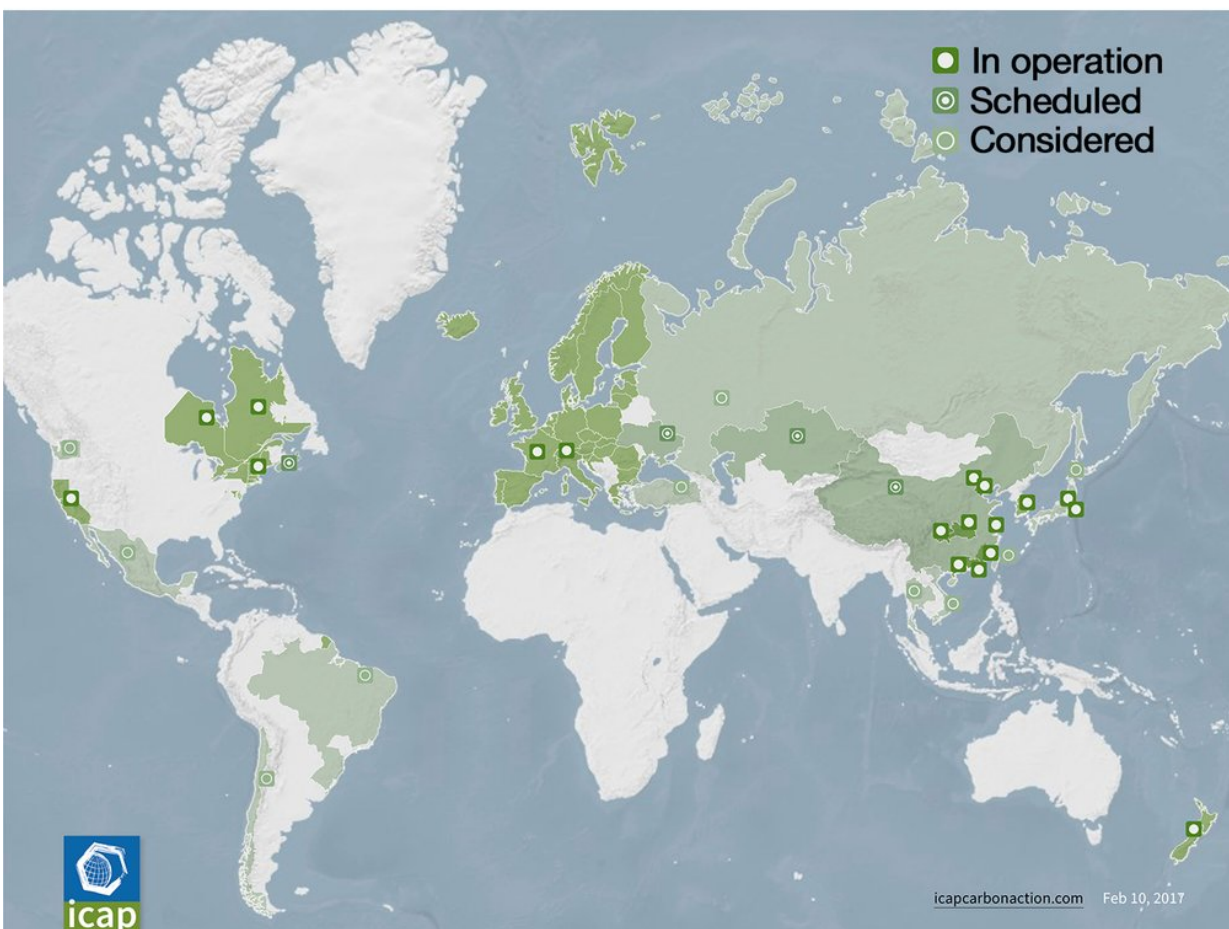 In operation
Scheduled
Considered
icapcarbonaction.com Feb 10, 2017
icap